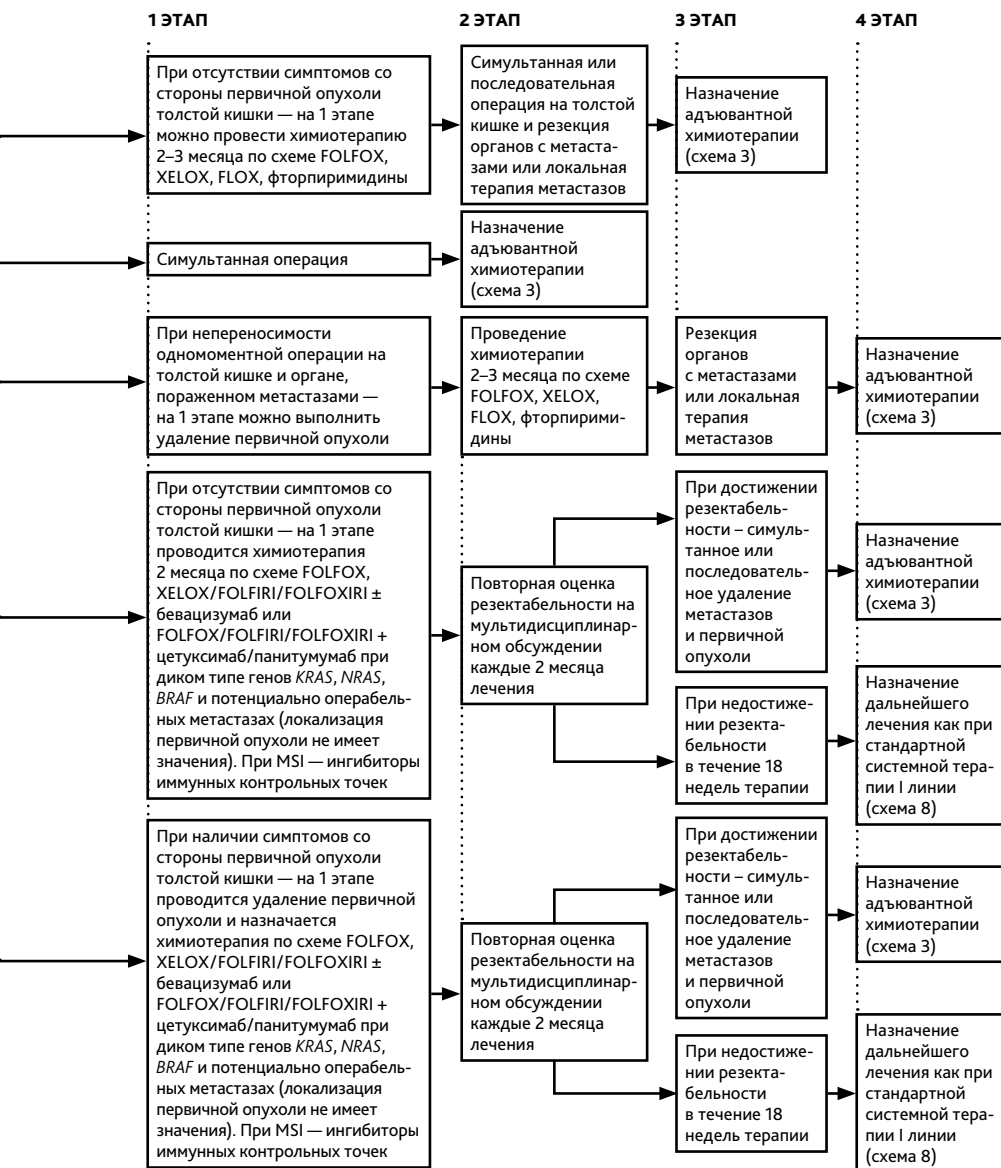 1 ЭТАП
2 ЭТАП
3 ЭТАП
4 ЭТАП
При отсутствии симптомов со
стороны первичной опухоли
толстой кишки — на 1 этапе
можно провести химиотерапию
2–3 месяца по схеме FOLFOX,
XELOX, FLOX, фторпиримидины
Симультанная или
последовательная
операция на толстой
кишке и резекция
органов с метаста-
зами или локальная
терапия метастазов
Назначение
адъювантной
химиотерапии
(схема 3)
Симультанная операция
Назначение
адъювантной
химиотерапии
(схема 3)
При непереносимости
одномоментной операции на
толстой кишке и органе,
пораженном метастазами —
на 1 этапе можно выполнить
удаление первичной опухоли
Проведение
химиотерапии
2–3 месяца по схеме
FOLFOX, XELOX,
FLOX, фторпирими-
дины
Резекция
органов
с метастазами
или локальная
терапия
метастазов
Назначение
адъювантной
химиотерапии
(схема 3)
При отсутствии симптомов со
стороны первичной опухоли
толстой кишки — на 1 этапе
проводится химиотерапия
2 месяца по схеме FOLFOX,
XELOX/FOLFIRI/FOLFOXIRI ±
бевацизумаб или
FOLFOX/FOLFIRI/FOLFOXIRI +
цетуксимаб/панитумумаб при
диком типе генов KRAS, NRAS,
BRAF и потенциально операбель-
ных метастазах (локализация
первичной опухоли не имеет
значения). При MSI — ингибиторы
иммунных контрольных точек
Повторная оценка
резектабельности на
мультидисциплинар-
ном обсуждении
каждые 2 месяца
лечения
При достижении
резектабель-
ности – симуль-
танное или
последователь-
ное удаление
метастазов
и первичной
опухоли
Назначение
адъювантной
химиотерапии
(схема 3)
При недостиже-
нии резекта-
бельности
в течение 18
недель терапии
Назначение
дальнейшего
лечения как при
стандартной
системной тера-
пии I линии
(схема 8)
При наличии симптомов со
стороны первичной опухоли
толстой кишки — на 1 этапе
проводится удаление первичной
опухоли и назначается
химиотерапия по схеме FOLFOX,
XELOX/FOLFIRI/FOLFOXIRI ±
бевацизумаб или
FOLFOX/FOLFIRI/FOLFOXIRI +
цетуксимаб/панитумумаб при
диком типе генов KRAS, NRAS,
BRAF и потенциально операбель-
ных метастазах (локализация
первичной опухоли не имеет
значения). При MSI — ингибиторы
иммунных контрольных точек
Повторная оценка
резектабельности на
мультидисциплинар-
ном обсуждении
каждые 2 месяца
лечения
При достижении
резектабель-
ности – симуль-
танное или
последователь-
ное удаление
метастазов
и первичной
опухоли
Назначение
адъювантной
химиотерапии
(схема 3)
При недостиже-
нии резекта-
бельности
в течение 18
недель терапии
Назначение
дальнейшего
лечения как при
стандартной
системной тера-
пии I линии
(схема 8)